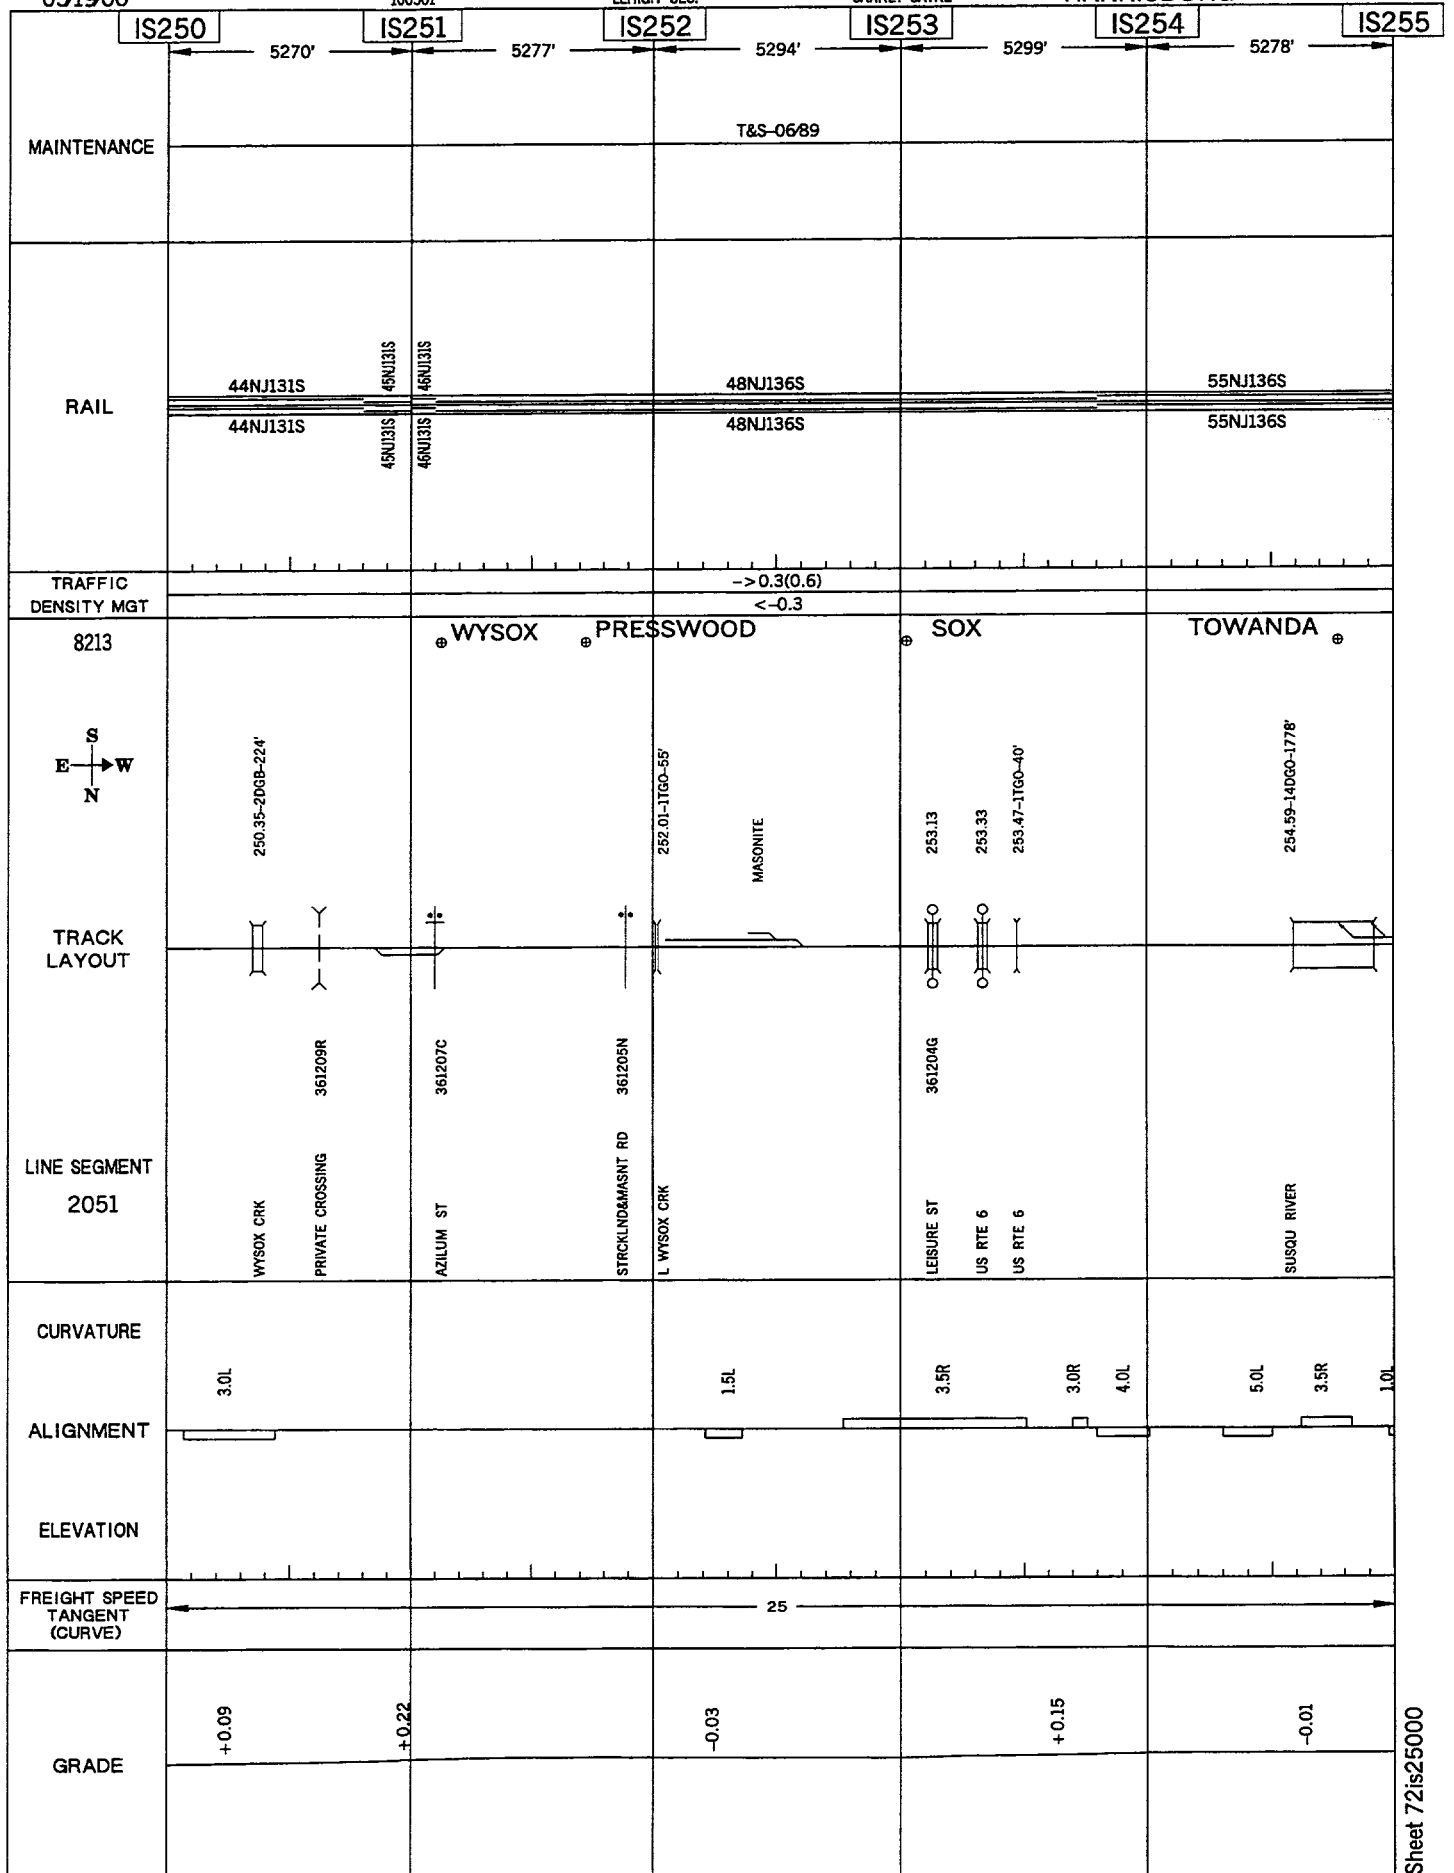 IS250 IS251 IS252 IS253 IS254 IS255
5270' 5277' 5294' 5299' 5278'
MAINTENANCE
T&S-06/89
RAIL
44NJ131S 45NJ131S 46NJ131S 48NJ136S 55NJ136S
44NJ131S 45NJ131S 46NJ131S 48NJ136S 55NJ136S
TRAFFIC
DENSITY MGT
->0.3(0.6)
<-0.3
8213
WYSOX PRESSWOOD SOX TOWANDA
S
E W
N
250.35-2DGB-224'
252.01-1TGO-55'
MASONITE
253.13
253.33
253.47-1TGO-40'
254.59-14DGO-1778'
TRACK
LAYOUT
361209R
361207C
361205N
361204G
LINE SEGMENT
2051
WYSOX CRK
PRIVATE CROSSING
AZILUM ST
STRCKLND&MASNT RD
L WYSOX CRK
LEISURE ST
US RTE 6
US RTE 6
SUSQU RIVER
CURVATURE
3.0L 1.5L 3.5R 3.0R 4.0L 5.0L 3.5R 1.0L
ALIGNMENT
ELEVATION
FREIGHT SPEED
TANGENT
(CURVE)
25
GRADE
+0.09 +0.22 -0.03 +0.15 -0.01
Sheet 72is25000